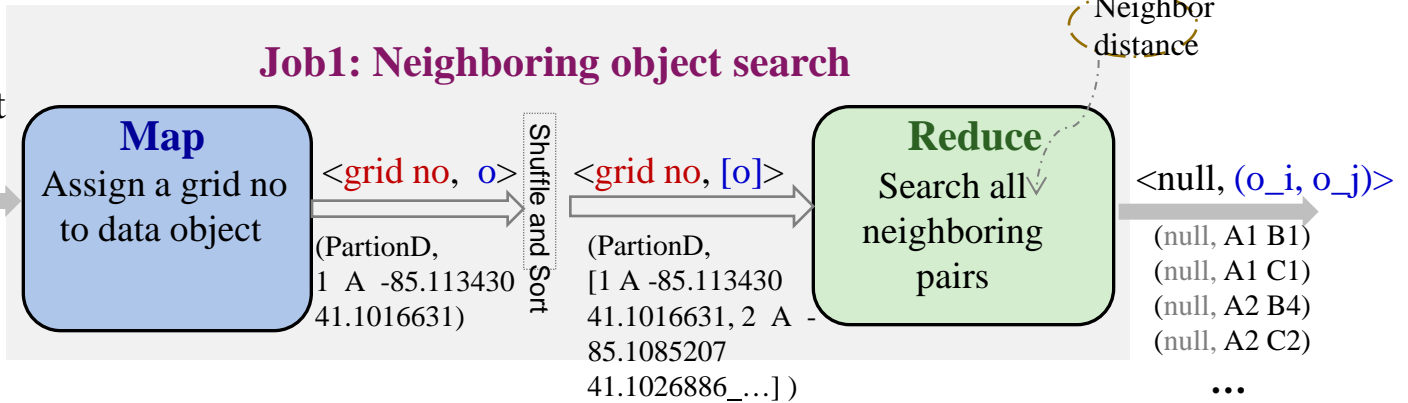 Neighbor
distance
Job1: Neighboring object search
t
Map
Assign a grid no
to data object
<grid no, o>
(PartionD,
1 A -85.113430
41.1016631)
Shuffle and Sort
<grid no, [o]>
(PartionD,
[1 A -85.113430
41.1016631, 2 A -
85.1085207
41.1026886_…] )
Reduce
Search all
neighboring
pairs
<null, (o_i, o_j)>
(null, A1 B1)
(null, A1 C1)
(null, A2 B4)
(null, A2 C2)
…